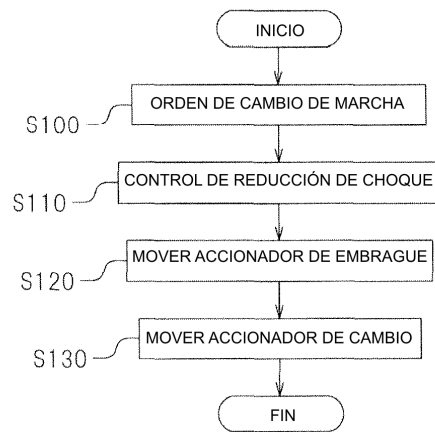 INICIO
S100
ORDEN DE CAMBIO DE MARCHA
S110
CONTROL DE REDUCCIÓN DE CHOQUE
S120
MOVER ACCIONADOR DE EMBRAGUE
S130
MOVER ACCIONADOR DE CAMBIO
FIN